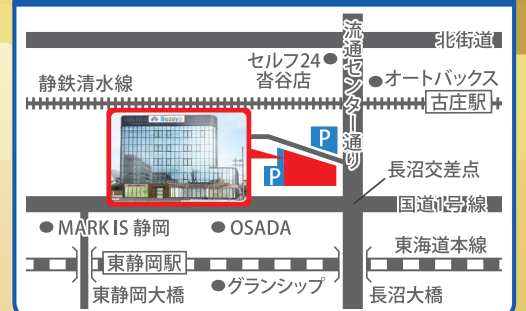 北街道
流通センター通り
セルフ24
沓谷店
オートバックス
静鉄清水線
古庄駅
Suzuyo
P
P
長沼交差点
国道1号線
MARK IS 静岡
OSADA
東海道本線
東静岡駅
グランシップ
東静岡大橋
長沼大橋